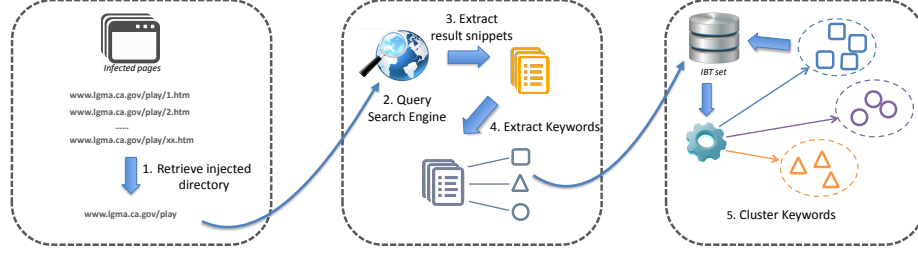 Infected pages
www.lgma.ca.gov/play/1.htm
www.lgma.ca.gov/play/2.htm
......
www.lgma.ca.gov/play/xx.htm
1. Retrieve injected
directory
www.lgma.ca.gov/play
3. Extract
result snippets
2. Query
Search Engine
4. Extract Keywords
IBT set
5. Cluster Keywords